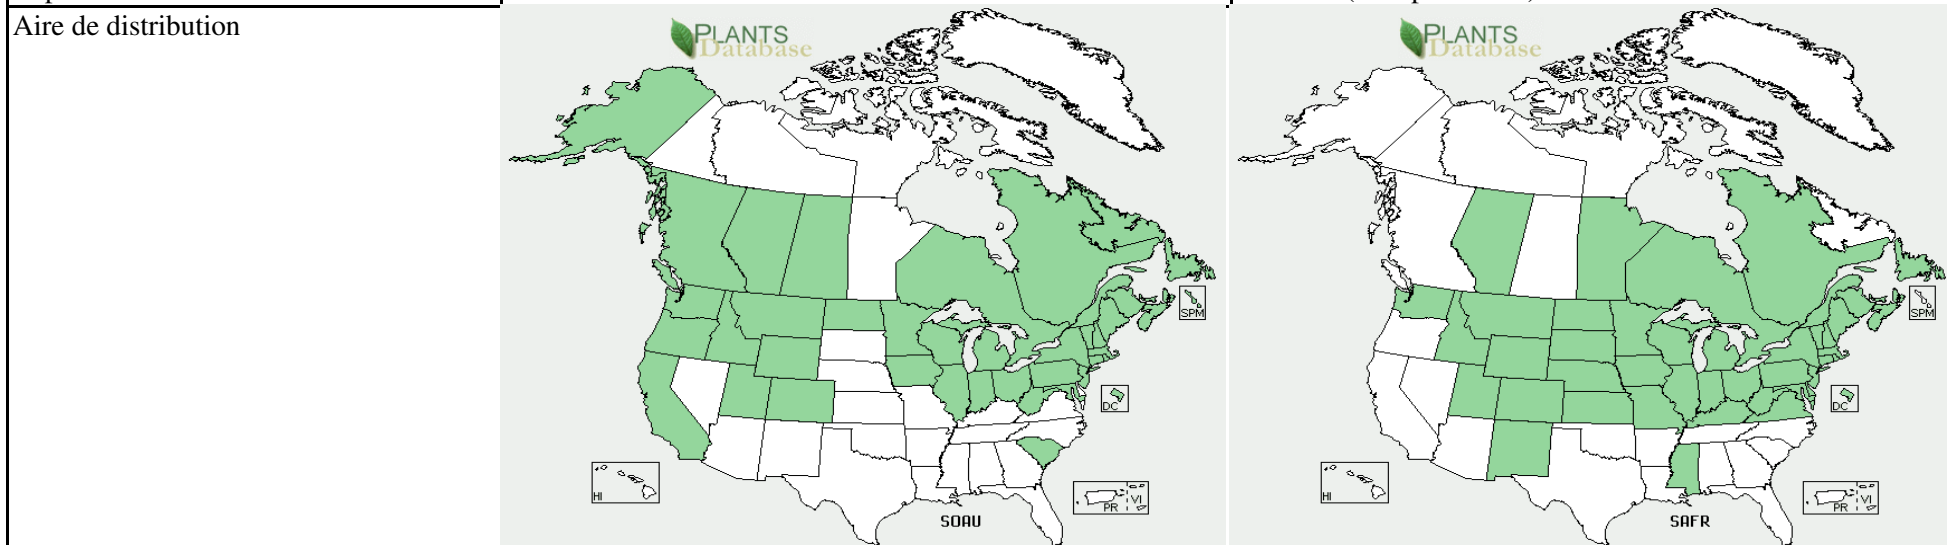 Aire de distribution
PLANTS
Database
SPM
DC
HI
PR
VI
SOAU
PLANTS
Database
SPM
DC
HI
PR
VI
SAFR